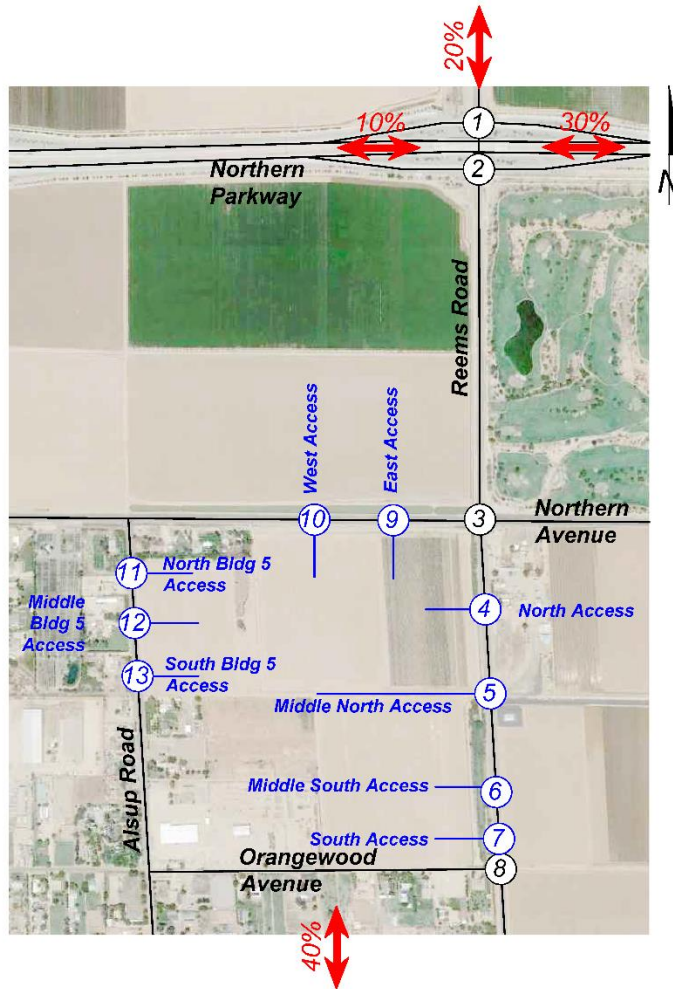 20%
1
10%
30%
2
Northern
Parkway
N
Reems Road
West Access
East Access
10
9
3
Northern
Avenue
11
North Bldg 5
Access
Middle
Bldg 5
Access
12
4
North Access
13
South Bldg 5
Access
5
Middle North Access
Alsup Road
Middle South Access
6
South Access
7
Orangewood
Avenue
8
40%